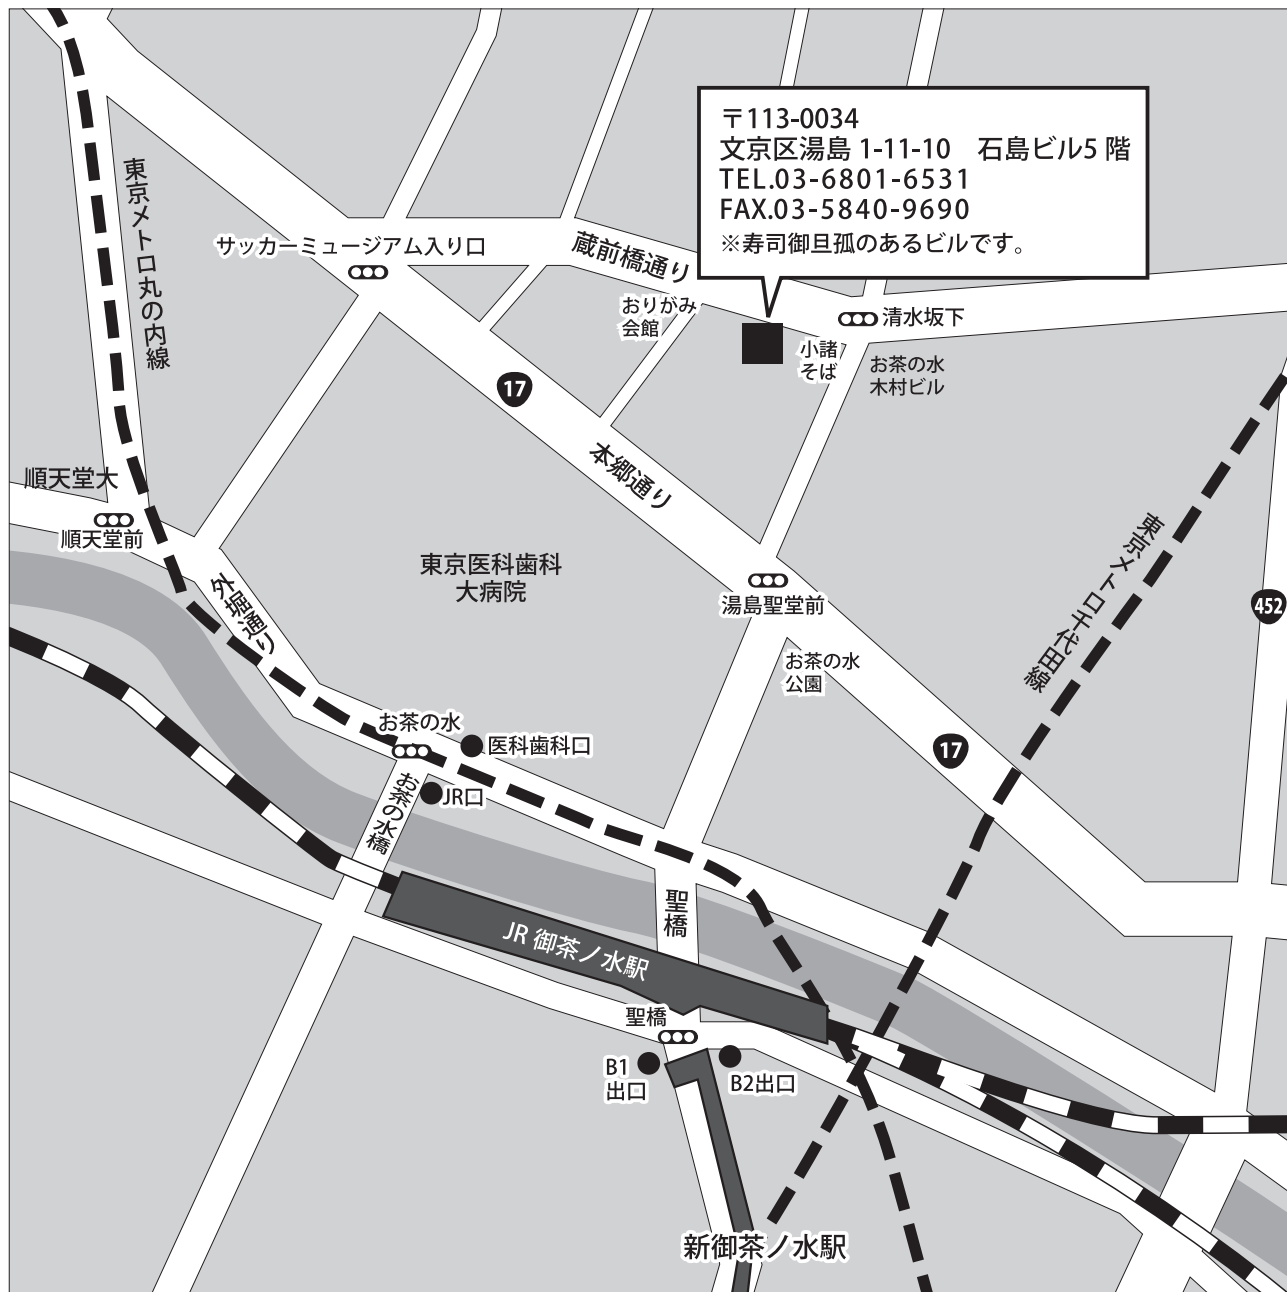 〒113-0034
文京区湯島 1-11-10　石島ビル5 階
TEL.03-6801-6531
FAX.03-5840-9690
※寿司御旦孤のあるビルです。
東京メトロ丸の内線
サッカーミュージアム入り口
蔵前橋通り
おりがみ
会館
清水坂下
小諸
そば
お茶の水
木村ビル
17
本郷通り
順天堂大
順天堂前
東京医科歯科
大病院
東京メトロ千代田線
452
外堀通り
湯島聖堂前
お茶の水
公園
お茶の水
医科歯科口
17
JR口
お茶の水橋
聖橋
JR 御茶ノ水駅
聖橋
B1
出口
B2出口
新御茶ノ水駅